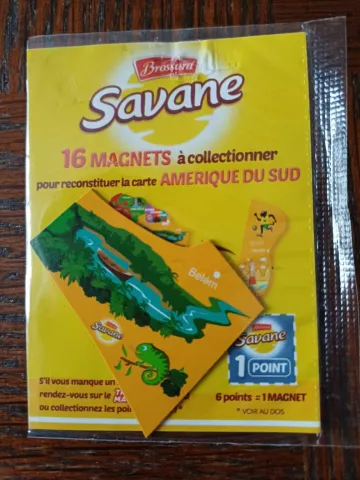 Brossard
Savane
16 MAGNETS à collectionner
pour reconstituer la carte AMERIQUE DU SUD
Belém
Brossard
Savane
Savane
1 POINT
S'il vous manque un
rendez-vous sur le
ou collectionnez les poi
6 points = 1 MAGNET
* VOIR AU DOS